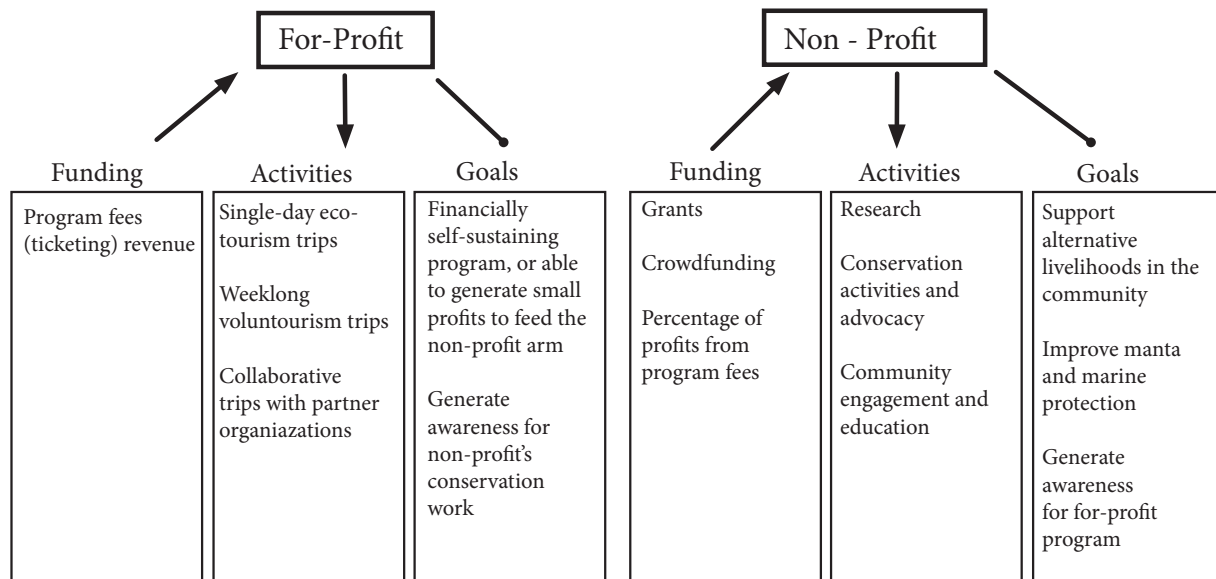 For-Profit
Funding
Program fees
(ticketing) revenue
Activities
Single-day eco-
tourism trips
Weeklong
voluntourism trips
Collaborative
trips with partner
organiazations
Goals
Financially
self-sustaining
program, or able
to generate small
profits to feed the
non-profit arm
Generate
awareness for
non-profit's
conservation
work
Non - Profit
Funding
Grants
Crowdfunding
Percentage of
profits from
program fees
Activities
Research
Conservation
activities and
advocacy
Community
engagement and
education
Goals
Support
alternative
livelihoods in the
community
Improve manta
and marine
protection
Generate
awareness
for for-profit
program